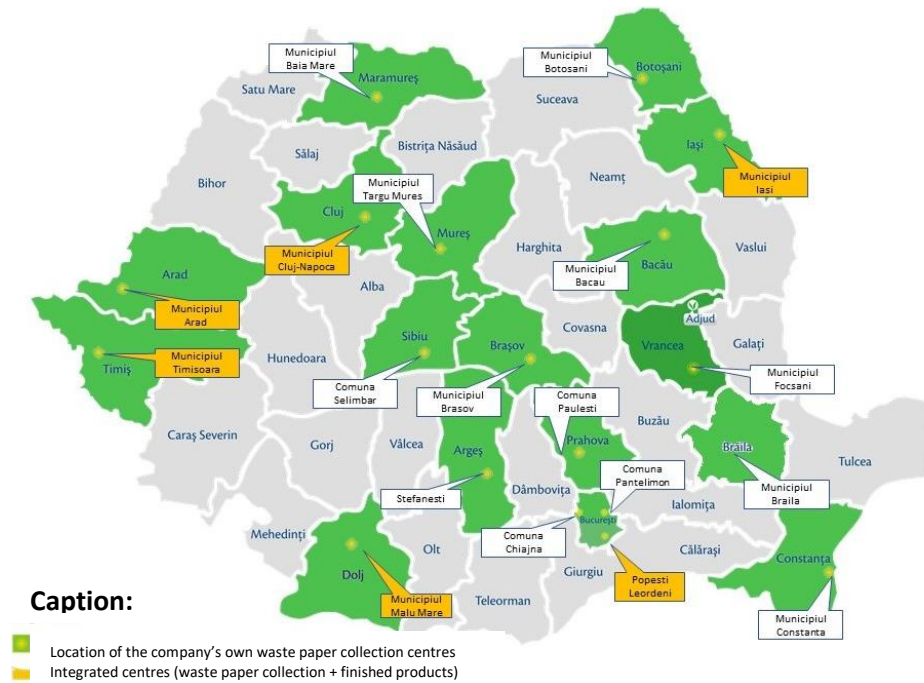 Municipiul
Baia Mare
Maramureş
Satu Mare
Municipiul
Botosani
Botoşani
Suceava
Iaşi
Municipiul
Iasi
Sălaj
Bistriţa Năsăud
Bihor
Cluj
Municipiul
Targu Mures
Mureş
Neamţ
Harghita
Municipiul
Cluj-Napoca
Municipiul
Bacau
Bacău
Vaslui
Arad
Municipiul
Arad
Alba
Timiş
Municipiul
Timisoara
Hunedoara
Sibiu
Comuna
Selimbar
Braşov
Municipiul
Brasov
Covasna
Adjud
Vrancea
Galaţi
Municipiul
Focsani
Caraş Severin
Gorj
Vâlcea
Argeş
Stefanesti
Comuna
Paulesti
Prahova
Dâmboviţa
Buzău
Comuna
Pantelimon
Brăila
Municipiul
Braila
Tulcea
Mehedinţi
Dolj
Municipiul
Malu Mare
Olt
Teleorman
Comuna
Chiajna
Bucureşti
Giurgiu
Popesti
Leordeni
Ialomiţa
Călăraşi
Constanţa
Municipiul
Constanta
Caption:
Location of the company’s own waste paper collection centres
Integrated centres (waste paper collection + finished products)